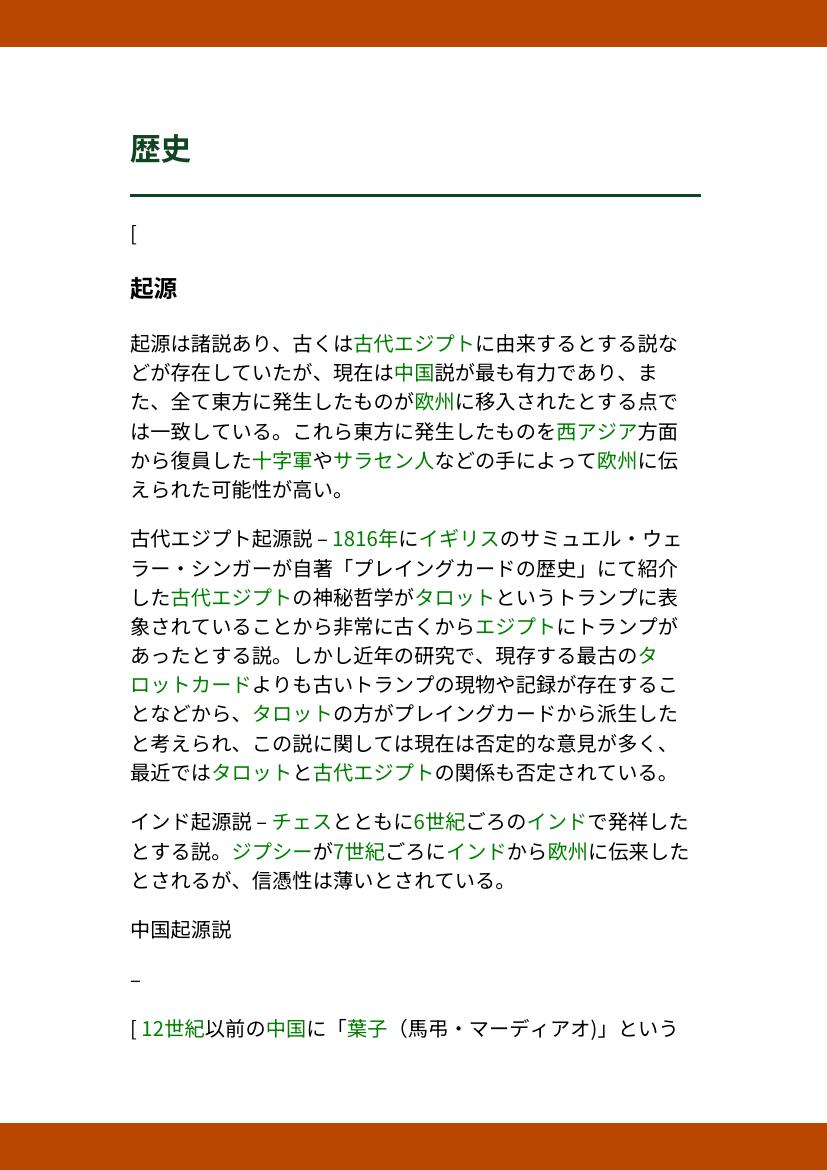 歴史
[
起源
起源は諸説あり、古くは古代エジプトに由来するとする説な
どが存在していたが、現在は中国説が最も有力であり、ま
た、全て東方に発生したものが欧州に移入されたとする点で
は一致している。これら東方に発生したものを西アジア方面
から復員した十字軍やサラセン人などの手によって欧州に伝
えられた可能性が高い。
古代エジプト起源説 – 1816年にイギリスのサミュエル・ウェ
ラー・シンガーが自著「プレイングカードの歴史」にて紹介
した古代エジプトの神秘哲学がタロットというトランプに表
象されていることから非常に古くからエジプトにトランプが
あったとする説。しかし近年の研究で、現存する最古のタ
ロットカードよりも古いトランプの現物や記録が存在するこ
となどから、タロットの方がプレイングカードから派生した
と考えられ、この説に関しては現在は否定的な意見が多く、
最近ではタロットと古代エジプトの関係も否定されている。
インド起源説 – チェスとともに6世紀ごろのインドで発祥した
とする説。ジプシーが7世紀ごろにインドから欧州に伝来した
とされるが、信憑性は薄いとされている。
中国起源説
–
[ 12世紀以前の中国に「葉子（馬弔・マーディアオ)」という